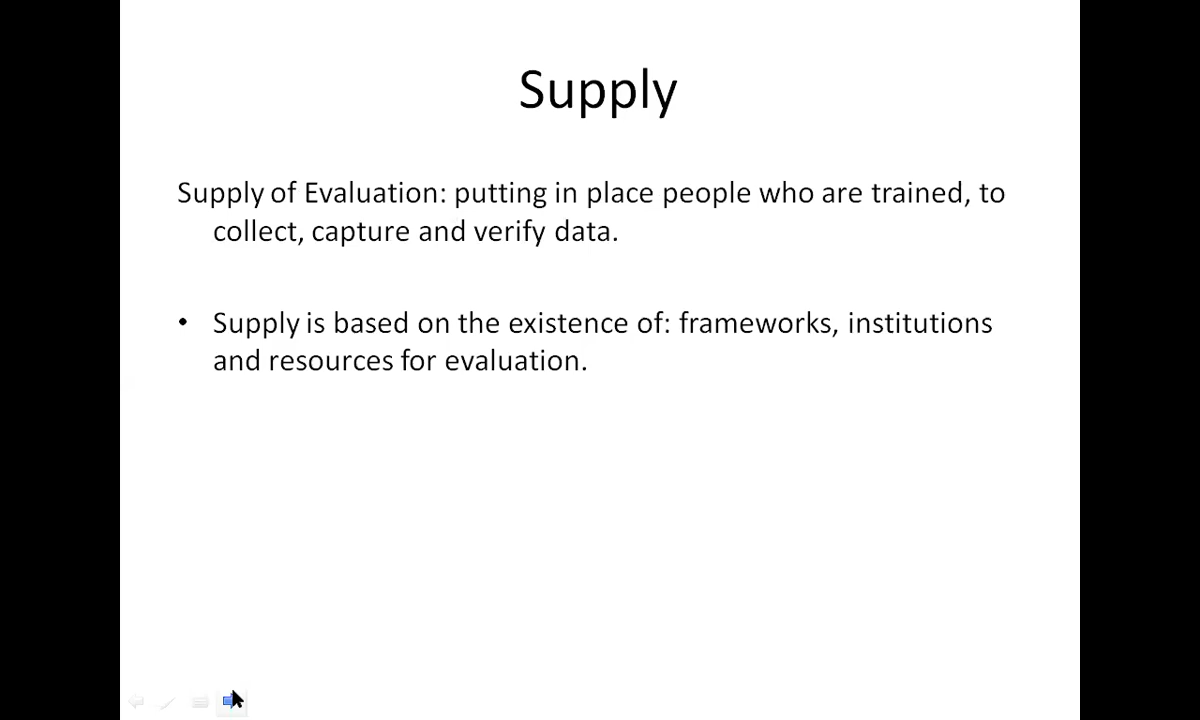 Supply
Supply of Evaluation: putting in place people who are trained, to
collect, capture and verify data.
• Supply is based on the existence of: frameworks, institutions
and resources for evaluation.